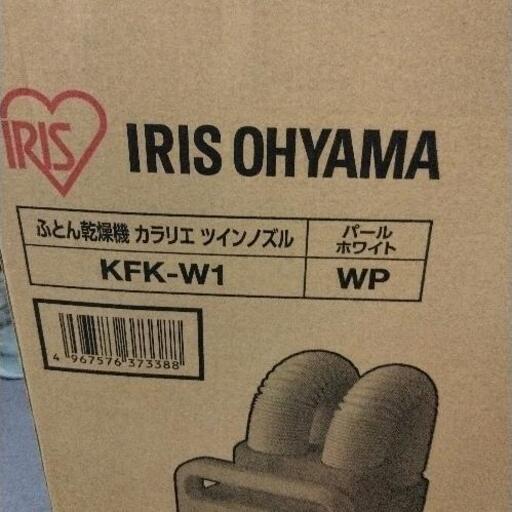 IRIS
IRIS OHYAMA
ふとん乾燥機 カラリエ ツインノズル
パール
ホワイト
KFK-W1
WP
4 967576 373388